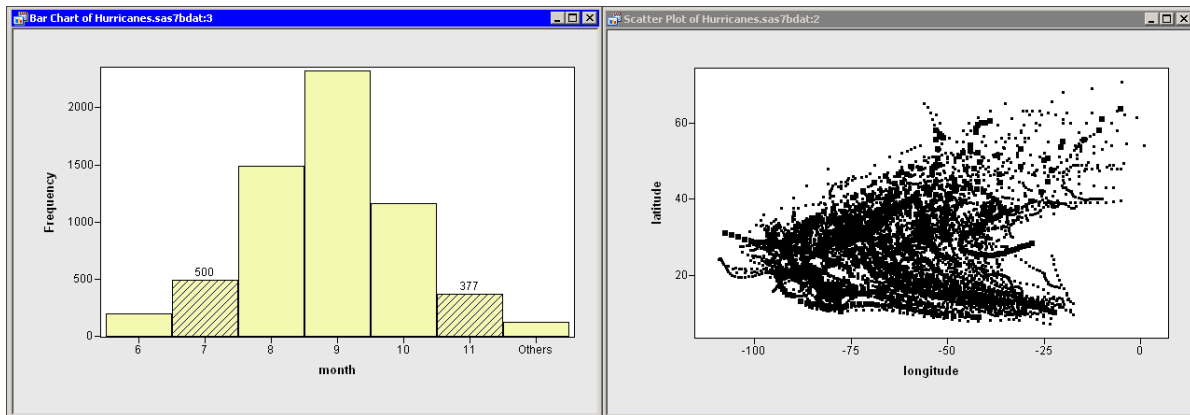 Bar Chart of Hurricanes.sas7bdat:3
Frequency
2000
1500
1000
500
0
500
377
6 7 8 9 10 11 Others
month
Scatter Plot of Hurricanes.sas7bdat:2
latitude
60
40
20
-100 -75 -50 -25 0
longitude